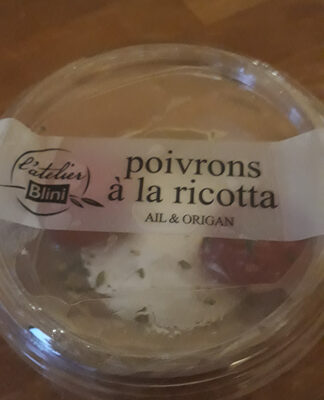 l'atelier
Blini
poivrons
à la ricotta
AIL & ORIGAN